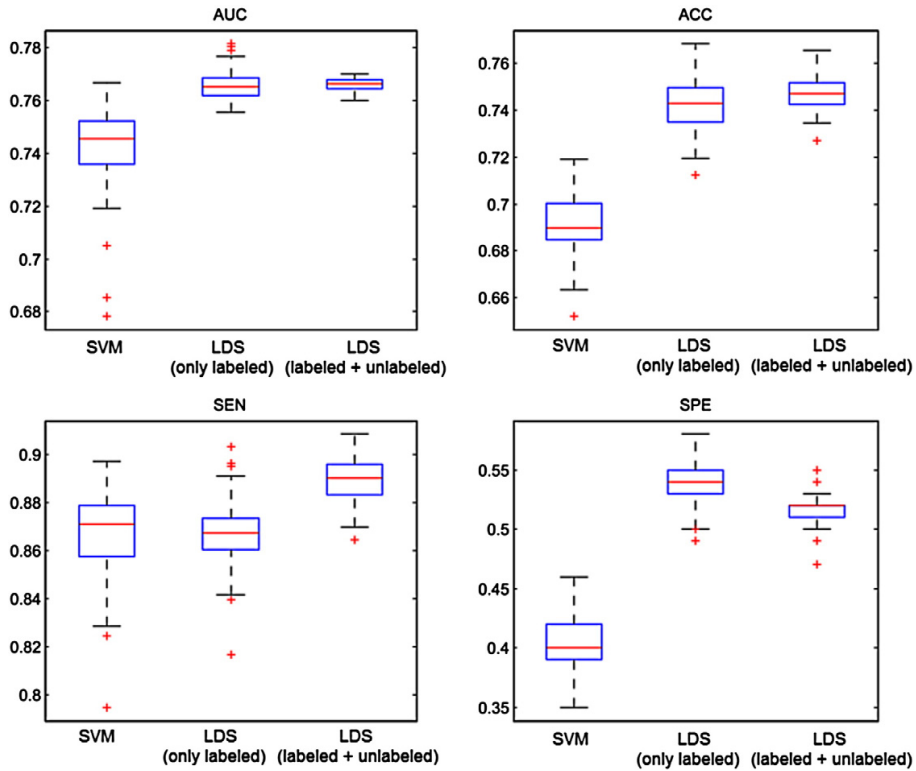 AUC
0.78
0.76
0.74
0.72
0.7
0.68
SVM
LDS
(only labeled)
LDS
(labeled + unlabeled)
ACC
0.76
0.74
0.72
0.7
0.68
0.66
SVM
LDS
(only labeled)
LDS
(labeled + unlabeled)
SEN
0.9
0.88
0.86
0.84
0.82
0.8
SVM
LDS
(only labeled)
LDS
(labeled + unlabeled)
SPE
0.55
0.5
0.45
0.4
0.35
SVM
LDS
(only labeled)
LDS
(labeled + unlabeled)